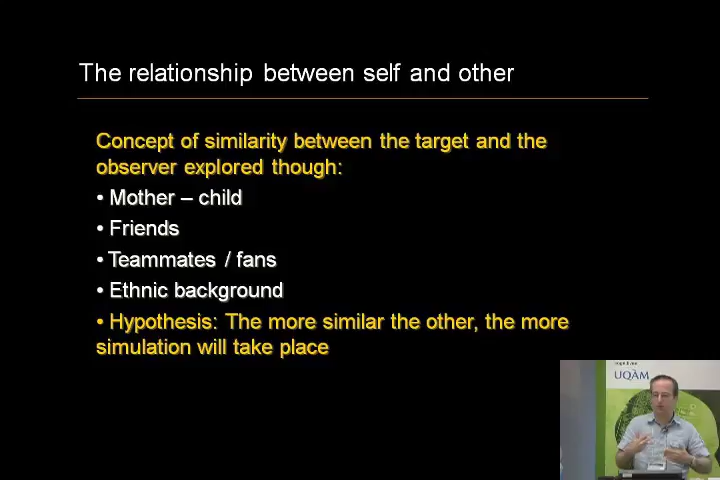 The relationship between self and other
Concept of similarity between the target and the
observer explored though:
• Mother – child
• Friends
• Teammates / fans
• Ethnic background
• Hypothesis: The more similar the other, the more
simulation will take place
UQÀM